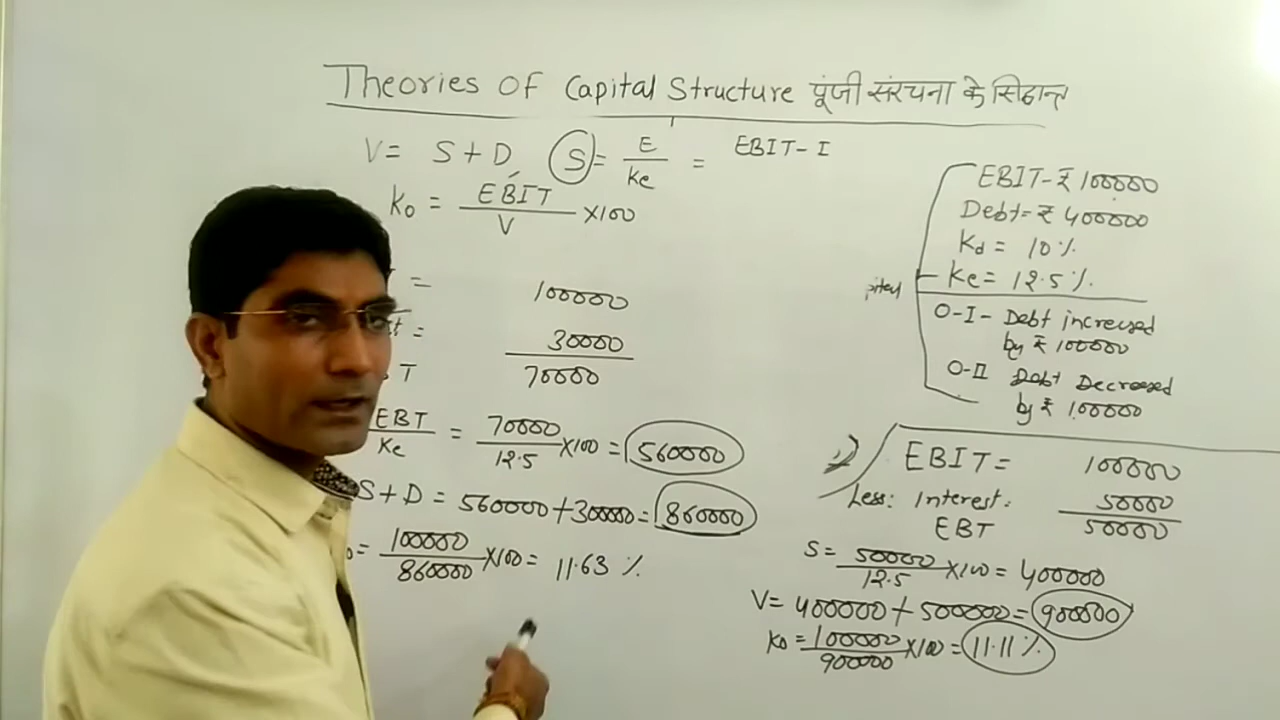 Theories Of Capital Structure पूंजी संरचना के सिद्धान्त
V= S+D, S = E/Ke = EBIT-I
Ko = EBIT/V ×100
= 100000
= 30000
T 70000
EBT/Ke = 70000/12.5 ×100 = 560000
S+D = 560000+300000= 860000
= 100000/860000 ×100= 11.63 %
EBIT-₹ 100000
Debt=₹ 400000
Kd = 10%
Ke= 12.5%.
O-I- Debt increased
by ₹ 100000
O-II Debt Decreased
by ₹ 100000
EBIT= 100000
Less: Interest: 50000
EBT 50000
S= 50000/12.5 ×100= 400000
V= 400000+500000= 900000
Ko = 100000/900000 ×100 = 11.11%